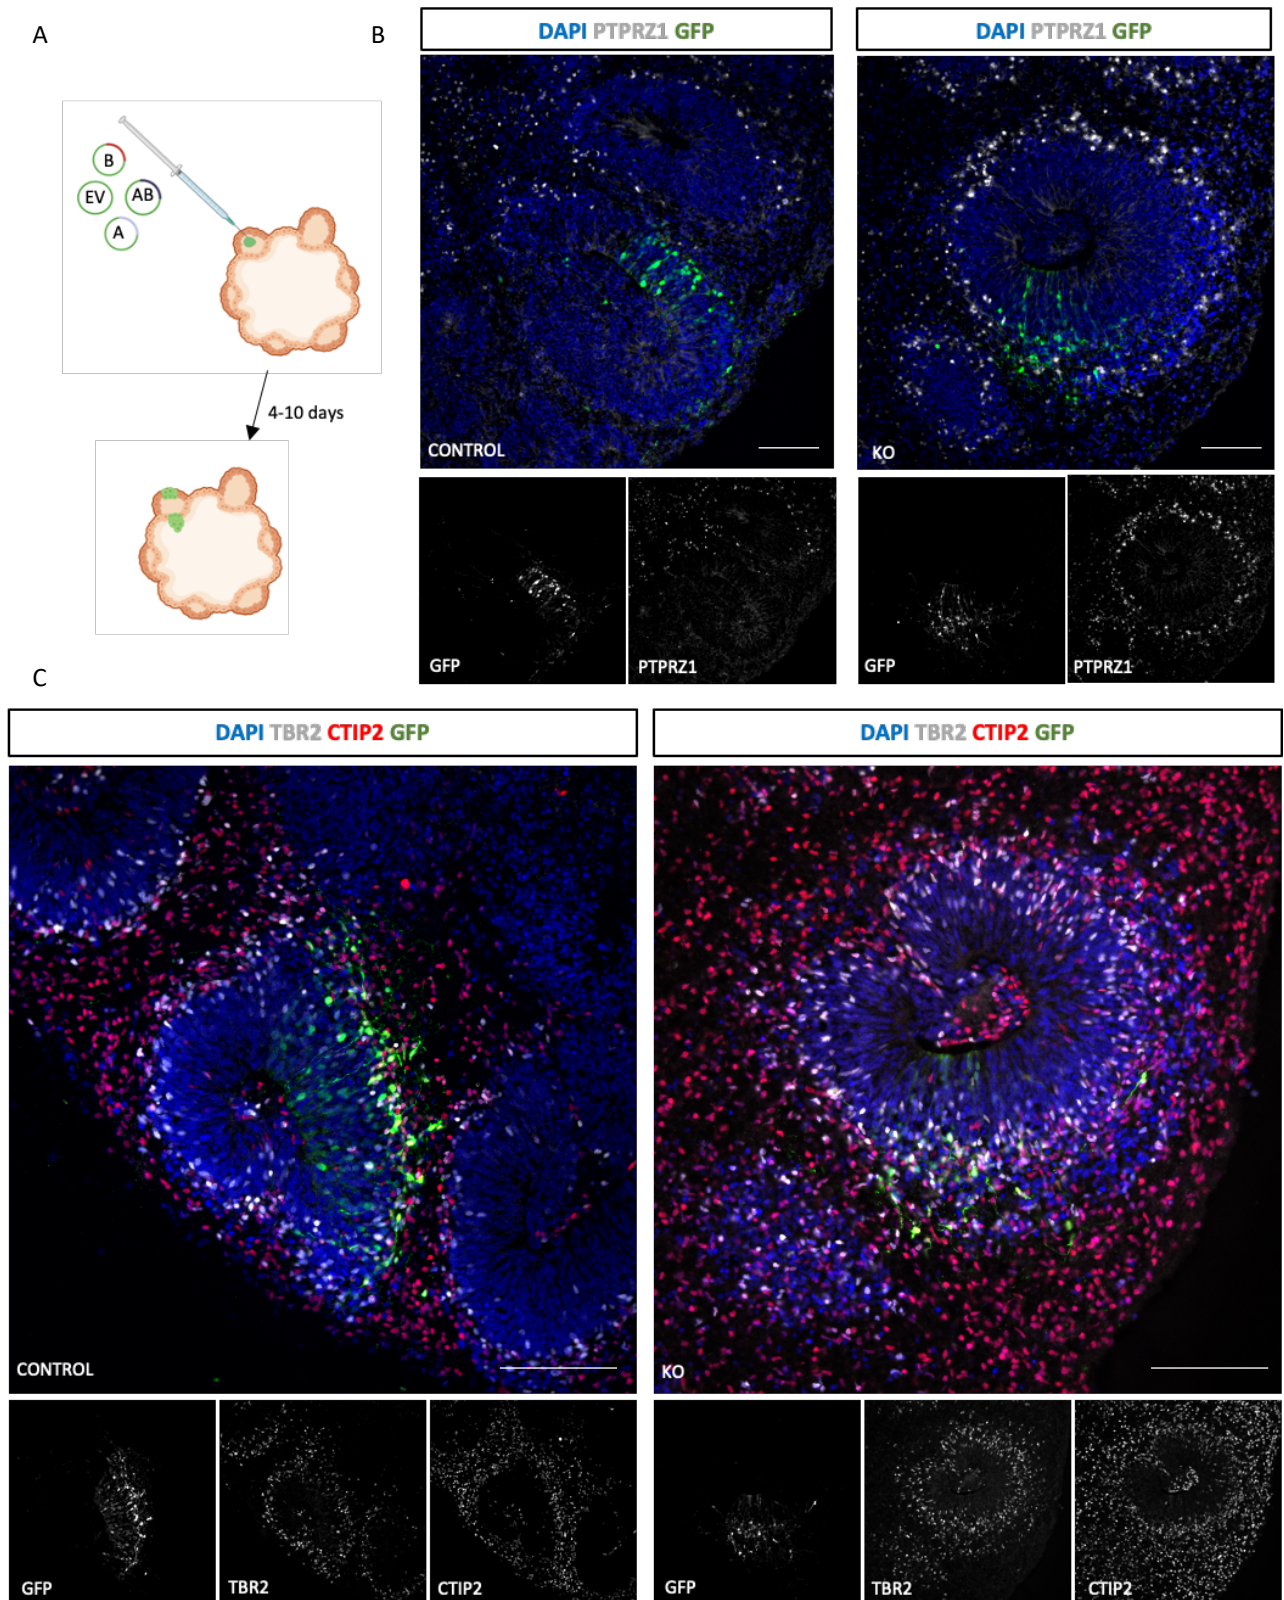 A
B
DAPI PTPRZ1 GFP
DAPI PTPRZ1 GFP
B
EV
AB
A
4-10 days
CONTROL
KO
GFP
PTPRZ1
GFP
PTPRZ1
C
DAPI TBR2 CTIP2 GFP
DAPI TBR2 CTIP2 GFP
CONTROL
KO
GFP
TBR2
CTIP2
GFP
TBR2
CTIP2